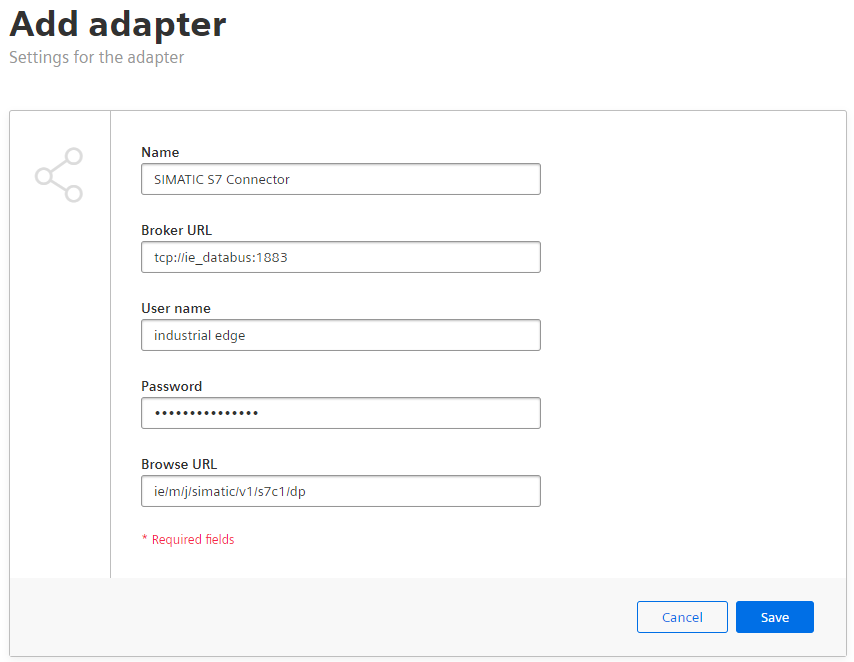 Add adapter
Settings for the adapter
Name
SIMATIC S7 Connector
Broker URL
tcp://ie_databus:1883
User name
industrial edge
Password
•••••••••••••••
Browse URL
ie/m/j/simatic/v1/s7c1/dp
* Required fields
Cancel
Save